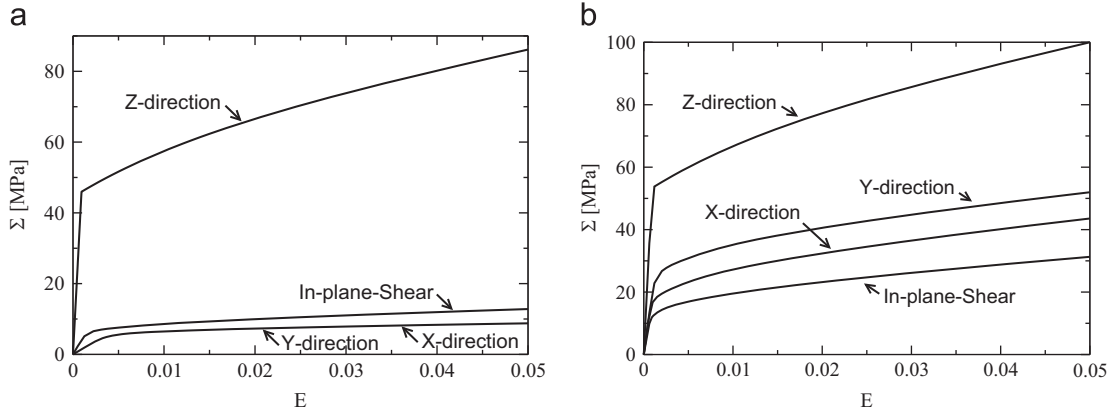 a
80
60
40
20
0
Σ [MPa]
Z-direction
In-plane-Shear
Y-direction
X-direction
0
0.01
0.02
0.03
0.04
0.05
E
b
100
80
60
40
20
0
Σ [MPa]
Z-direction
Y-direction
X-direction
In-plane-Shear
0
0.01
0.02
0.03
0.04
0.05
E